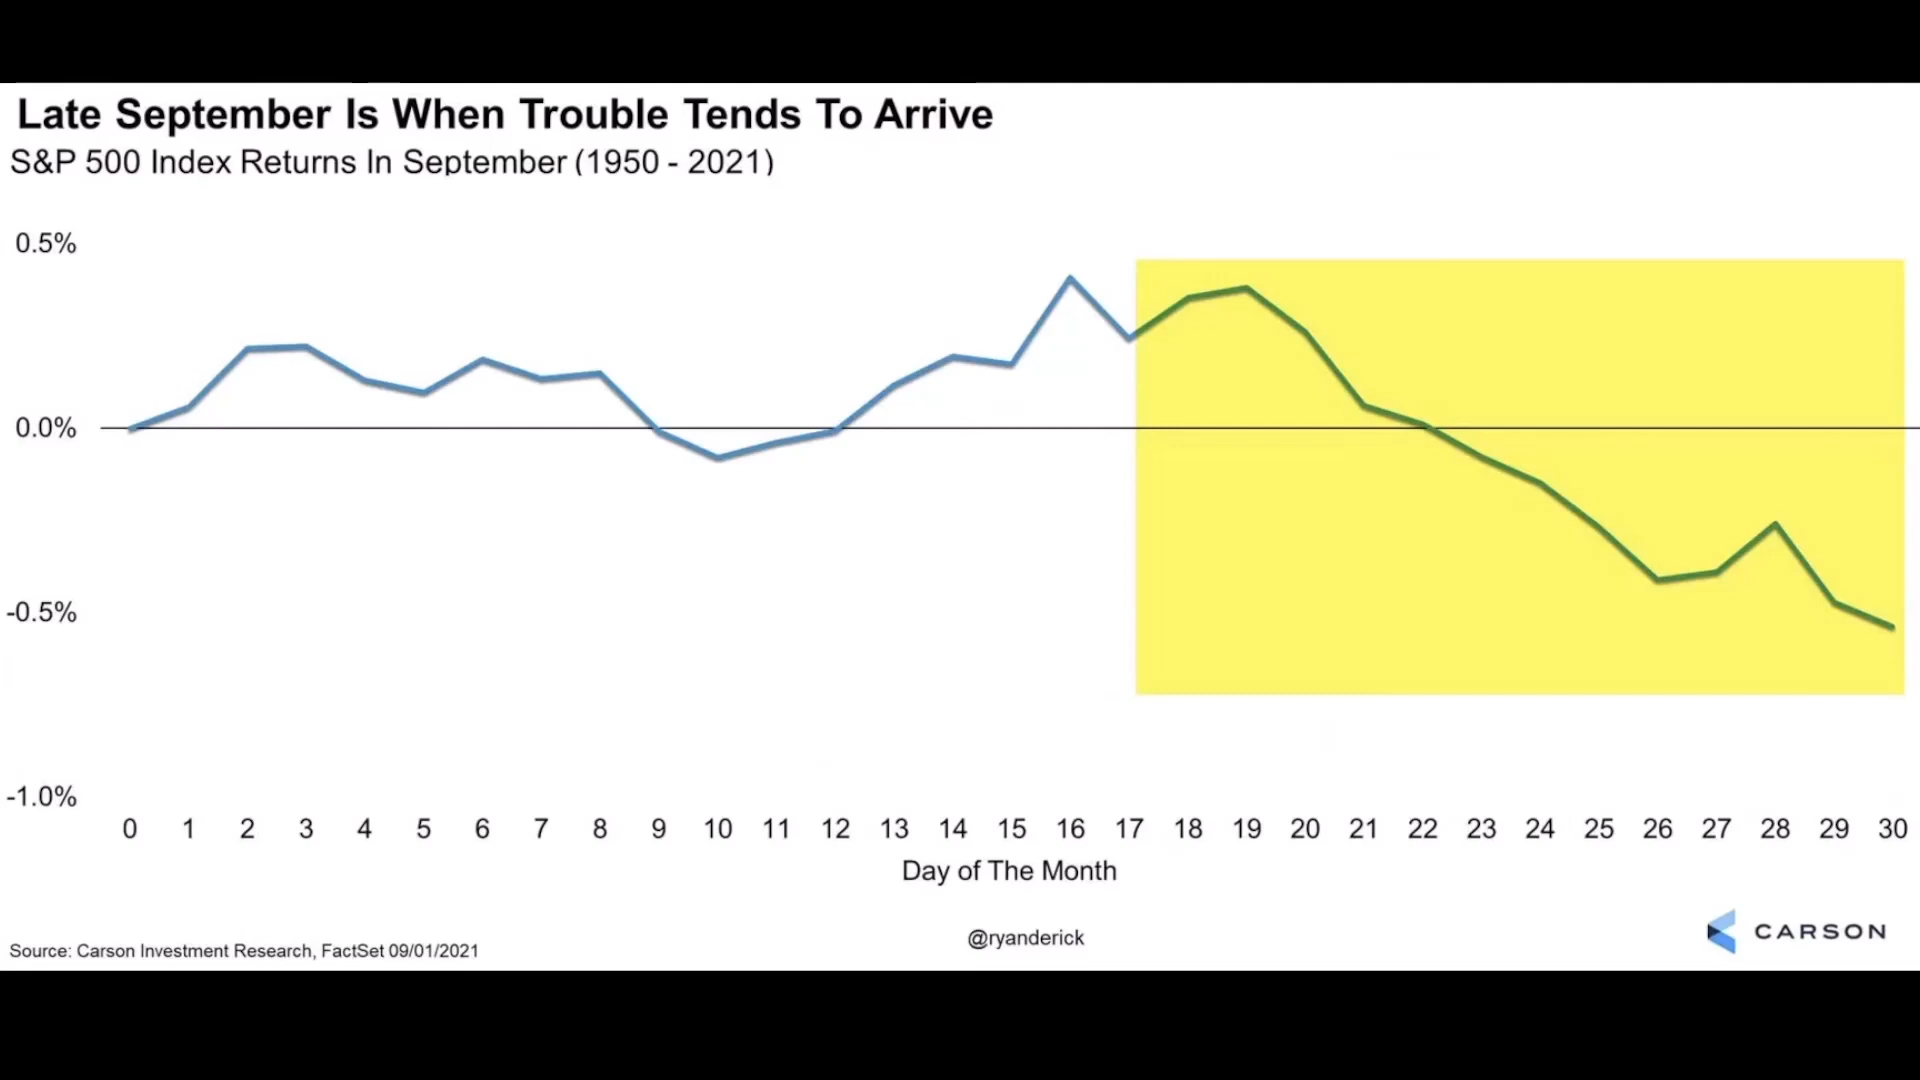 Late September Is When Trouble Tends To Arrive
S&P 500 Index Returns In September (1950 - 2021)
0.5%
0.0%
-0.5%
-1.0%
0 1 2 3 4 5 6 7 8 9 10 11 12 13 14 15 16 17 18 19 20 21 22 23 24 25 26 27 28 29 30
Day of The Month
@ryanderick
CARSON
Source: Carson Investment Research, FactSet 09/01/2021